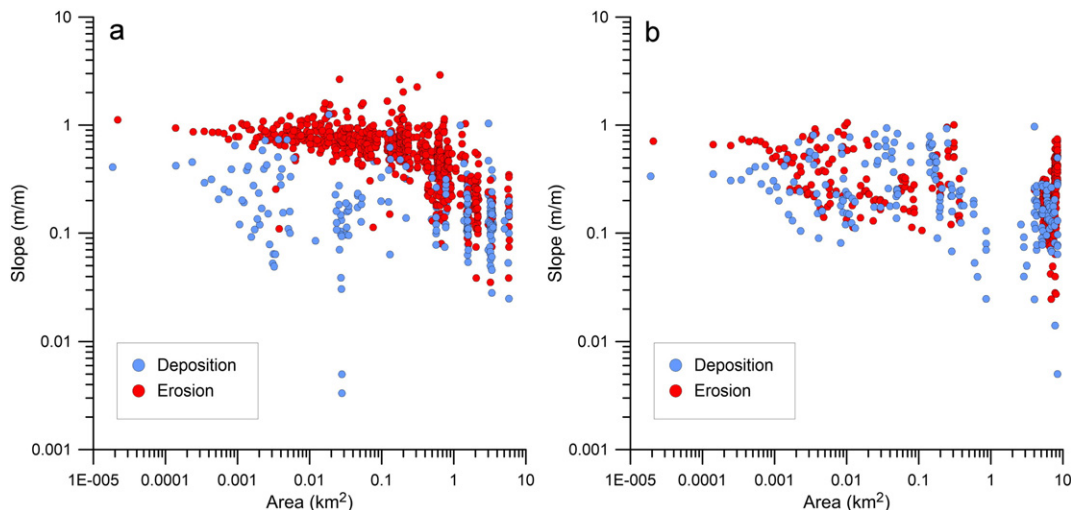 a
10
1
0.1
0.01
0.001
Slope (m/m)
Deposition
Erosion
1E-005 0.0001 0.001 0.01 0.1 1 10
Area (km²)
b
10
1
0.1
0.01
0.001
Slope (m/m)
Deposition
Erosion
1E-005 0.0001 0.001 0.01 0.1 1 10
Area (km²)